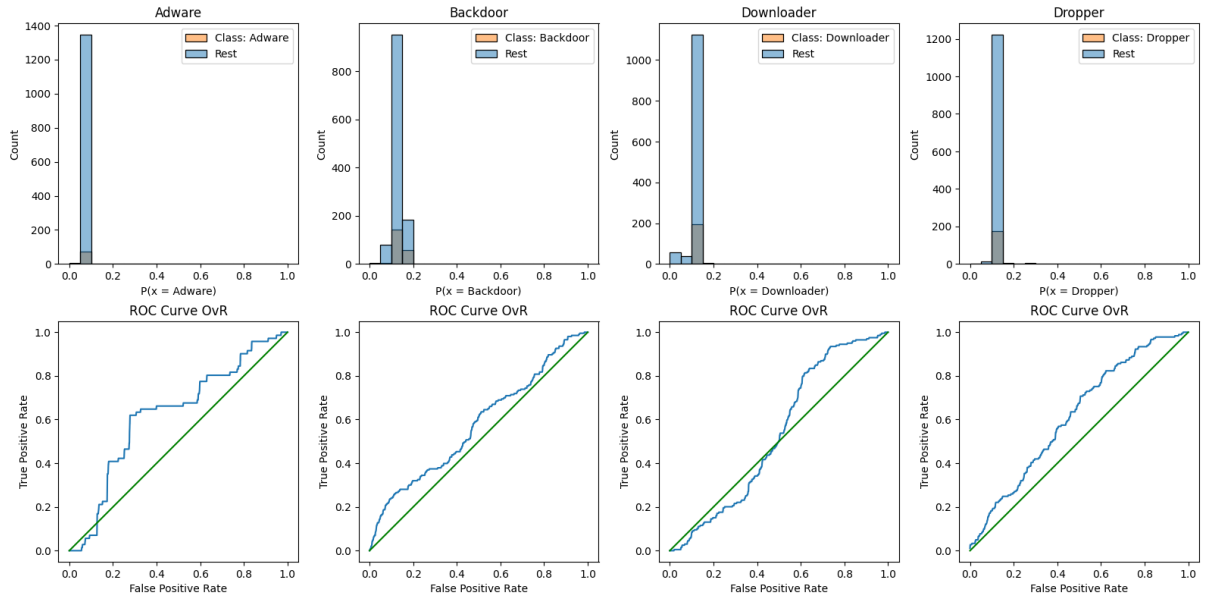 Adware
Backdoor
Downloader
Dropper
1400
1200
1000
800
600
400
200
0
Count
Class: Adware
Rest
0.0 0.2 0.4 0.6 0.8 1.0
P(x = Adware)
800
600
400
200
0
Count
Class: Backdoor
Rest
0.0 0.2 0.4 0.6 0.8 1.0
P(x = Backdoor)
1000
800
600
400
200
0
Count
Class: Downloader
Rest
0.0 0.2 0.4 0.6 0.8 1.0
P(x = Downloader)
1200
1000
800
600
400
200
0
Count
Class: Dropper
Rest
0.0 0.2 0.4 0.6 0.8 1.0
P(x = Dropper)
ROC Curve OvR
1.0
0.8
0.6
0.4
0.2
0.0
True Positive Rate
0.0 0.2 0.4 0.6 0.8 1.0
False Positive Rate
ROC Curve OvR
1.0
0.8
0.6
0.4
0.2
0.0
True Positive Rate
0.0 0.2 0.4 0.6 0.8 1.0
False Positive Rate
ROC Curve OvR
1.0
0.8
0.6
0.4
0.2
0.0
True Positive Rate
0.0 0.2 0.4 0.6 0.8 1.0
False Positive Rate
ROC Curve OvR
1.0
0.8
0.6
0.4
0.2
0.0
True Positive Rate
0.0 0.2 0.4 0.6 0.8 1.0
False Positive Rate